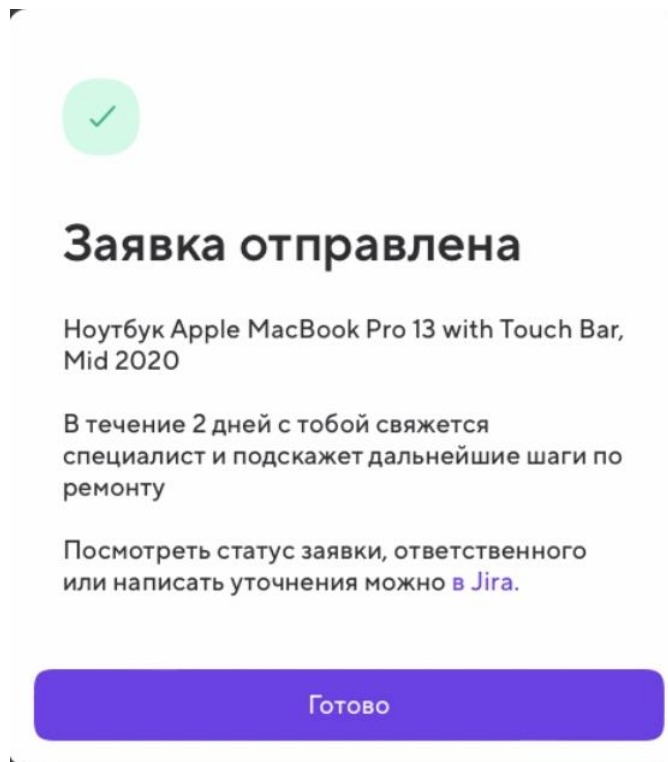 Заявка отправлена
Ноутбук Apple MacBook Pro 13 with Touch Bar,
Mid 2020
В течение 2 дней с тобой свяжется
специалист и подскажет дальнейшие шаги по
ремонту
Посмотреть статус заявки, ответственного
или написать уточнения можно в Jira.
Готово